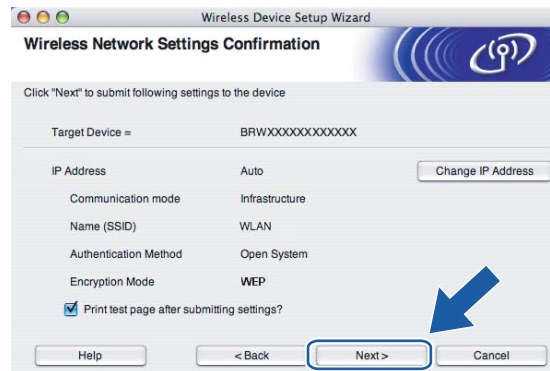 Wireless Device Setup Wizard
Wireless Network Settings Confirmation
Click "Next" to submit following settings to the device
Target Device = BRWXXXXXXXXXXXX
IP Address Auto Change IP Address
Communication mode Infrastructure
Name (SSID) WLAN
Authentication Method Open System
Encryption Mode WEP
Print test page after submitting settings?
Help < Back Next > Cancel